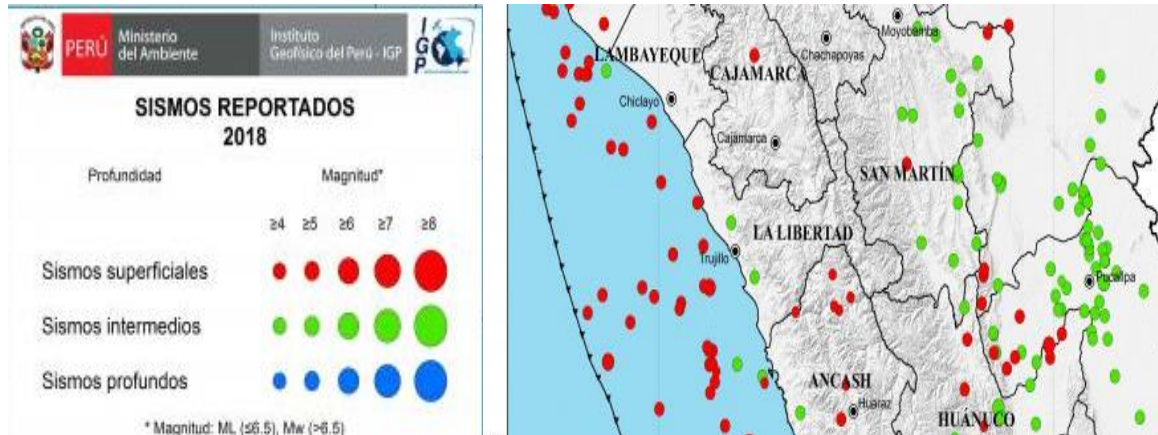 PERÚ
Ministerio
del Ambiente
Instituto
Geofísico del Perú - IGP
IGP
SISMOS REPORTADOS
2018
Profundidad
Magnitud*
≥4 ≥5 ≥6 ≥7 ≥8
Sismos superficiales
Sismos intermedios
Sismos profundos
* Magnitud: ML (≤6.5), Mw (>6.5)
Moyobamba
LAMBAYEQUE
Chachapoyas
CAJAMARCA
Chiclayo
Cajamarca
SAN MARTÍN
LA LIBERTAD
Trujillo
Pucallpa
ANCASH
Huaraz
HUÁNUCO